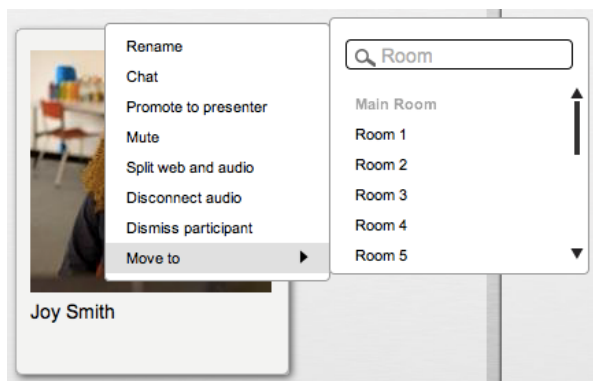 Rename
Chat
Promote to presenter
Mute
Split web and audio
Disconnect audio
Dismiss participant
Move to
Room
Main Room
Room 1
Room 2
Room 3
Room 4
Room 5
Joy Smith